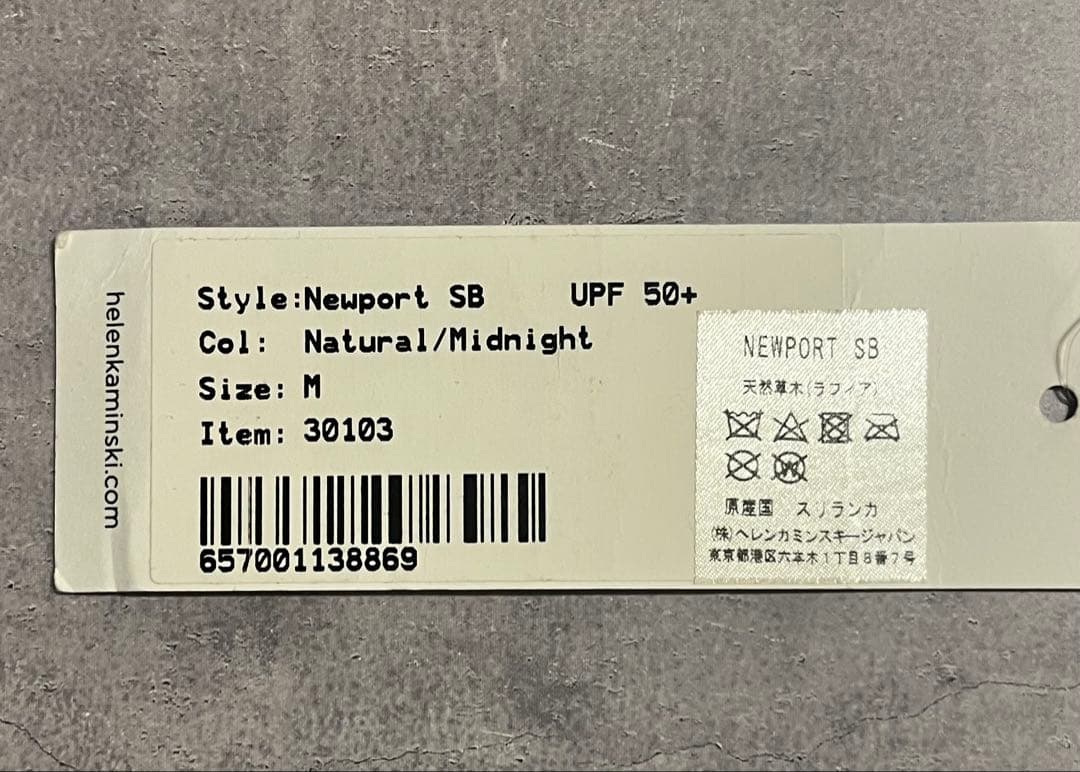 helenkaminski.com
Style:Newport SB UPF 50+
Col: Natural/Midnight
Size: M
Item: 30103
657001138869
NEWPORT SB
天然草木(ラフィア)
原産国 スリランカ
(株)ヘレンカミンスキージャパン
東京都港区六本木1丁目8番7号